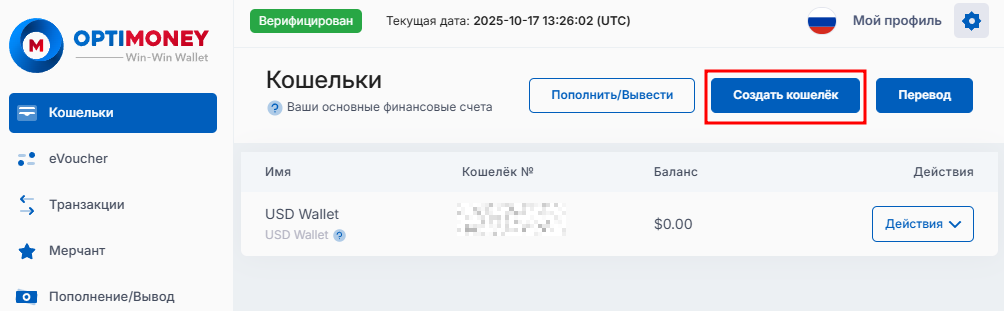 Верифицирован
Текущая дата: 2025-10-17 13:26:02 (UTC)
Мой профиль
M
OPTIMONEY
Win-Win Wallet
Кошельки
eVoucher
Транзакции
Мерчант
Пополнение/Вывод
Кошельки
? Ваши основные финансовые счета
Пополнить/Вывести
Создать кошелёк
Перевод
Имя Кошелёк № Баланс Действия
USD Wallet
USD Wallet ?
$0.00
Действия